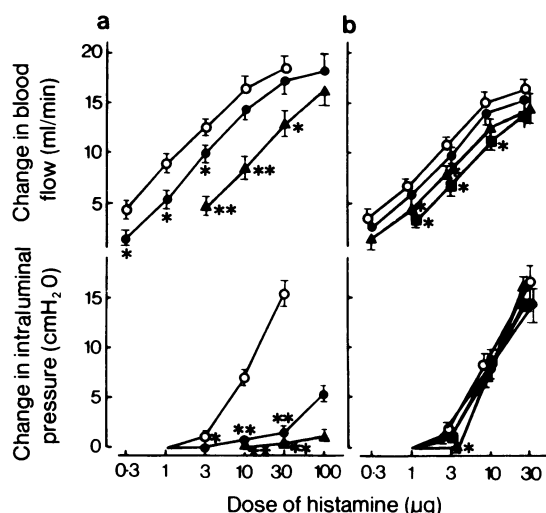 a
b
20
15
10
5
Change in blood
flow (ml/min)
*
*
*
**
**
*
*
*
*
*
*
15
10
5
0
Change in intraluminal
pressure (cmH₂O)
*
**
**
**
**
*
0·3 1 3 10 30 100
0·3 1 3 10 30
Dose of histamine (µg)